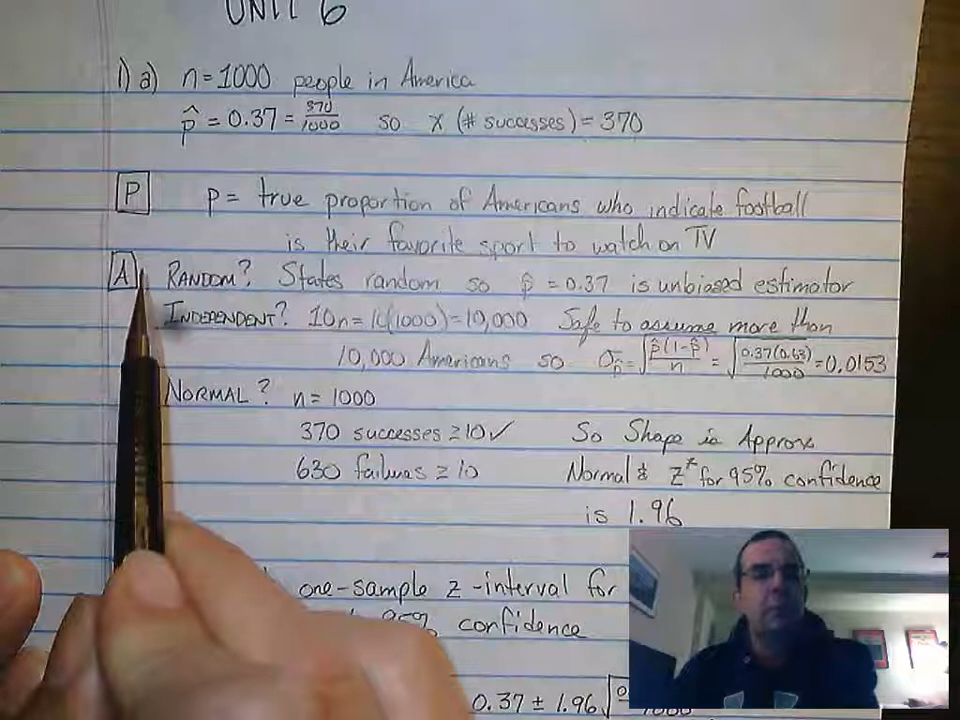 UNIT 6
1) a) n = 1000 people in America
p̂ = 0.37 = 370/1000 so x (# successes) = 370
P p = true proportion of Americans who indicate football
is their favorite sport to watch on TV
A RANDOM? States random so p̂ = 0.37 is unbiased estimator
INDEPENDENT? 10n = 10(1000) = 10,000 Safe to assume more than
10,000 Americans so σp̂ = √(p̂(1-p̂)/n) = √(0.37(0.63)/1000) = 0.0153
NORMAL? n = 1000
370 successes ≥ 10 ✓ So Shape is Approx
630 failures ≥ 10 Normal & z* for 95% confidence
is 1.96
one-sample z-interval for
95% confidence
0.37 ± 1.96 √